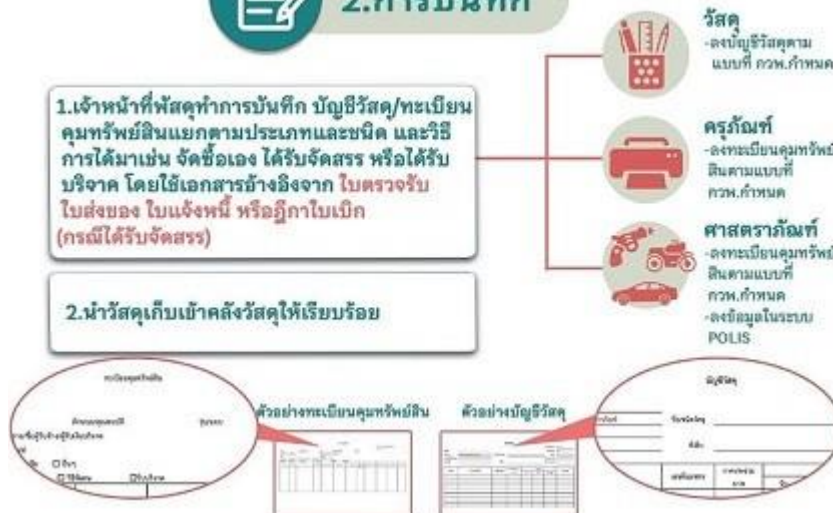 2.การบันทึก
1.เจ้าหน้าที่พัสดุทำการบันทึก บัญชีวัสดุ/ทะเบียน
คุมทรัพย์สินแยกตามประเภทและชนิด และวิธี
การได้มาเช่น จัดซื้อเอง ได้รับจัดสรร หรือได้รับ
บริจาค โดยใช้เอกสารอ้างอิงจาก ใบตรวจรับ
ใบส่งของ ใบแจ้งหนี้ หรือฎีกาใบเบิก
(กรณีได้รับจัดสรร)
2.นำวัสดุเก็บเข้าคลังวัสดุให้เรียบร้อย
วัสดุ
-ลงบัญชีวัสดุตาม
แบบที่ กวพ.กำหนด
ครุภัณฑ์
-ลงทะเบียนคุมทรัพย์
สินตามแบบที่
กวพ.กำหนด
ศาสตราภัณฑ์
-ลงทะเบียนคุมทรัพย์
สินตามแบบที่
กวพ.กำหนด
-ลงข้อมูลในระบบ
POLIS
ทะเบียนคุมทรัพย์สิน
ตัวอย่างทะเบียนคุมทรัพย์สิน
ตัวอย่างบัญชีวัสดุ
บัญชีวัสดุ